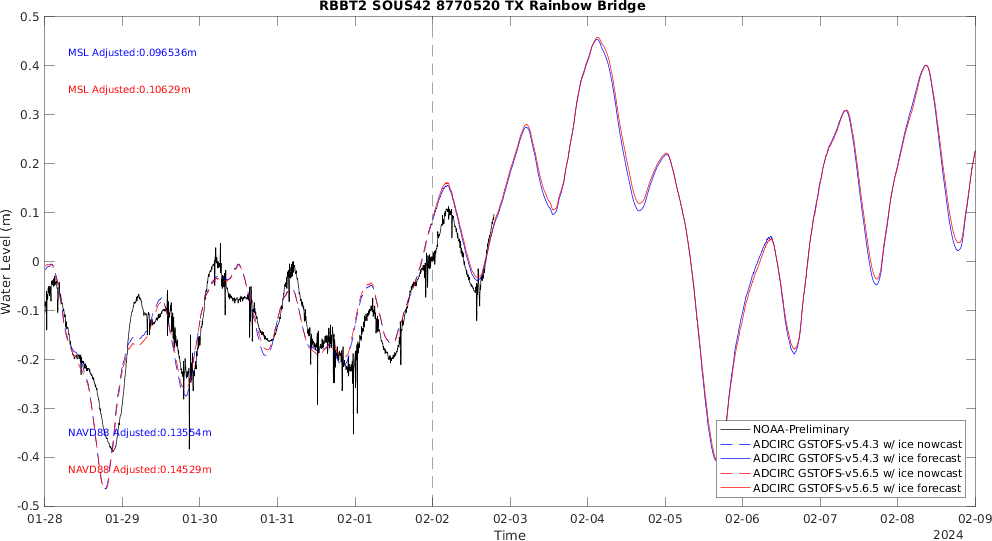 RBBT2 SOUS42 8770520 TX Rainbow Bridge
0.5
0.4
0.3
0.2
0.1
0
-0.1
-0.2
-0.3
-0.4
-0.5
Water Level (m)
MSL Adjusted:0.096536m
MSL Adjusted:0.10629m
NAVD88 Adjusted:0.13554m
NAVD88 Adjusted:0.14529m
NOAA-Preliminary
ADCIRC GSTOFS-v5.4.3 w/ ice nowcast
ADCIRC GSTOFS-v5.4.3 w/ ice forecast
ADCIRC GSTOFS-v5.6.5 w/ ice nowcast
ADCIRC GSTOFS-v5.6.5 w/ ice forecast
01-28 01-29 01-30 01-31 02-01 02-02 02-03 02-04 02-05 02-06 02-07 02-08 02-09
Time
2024